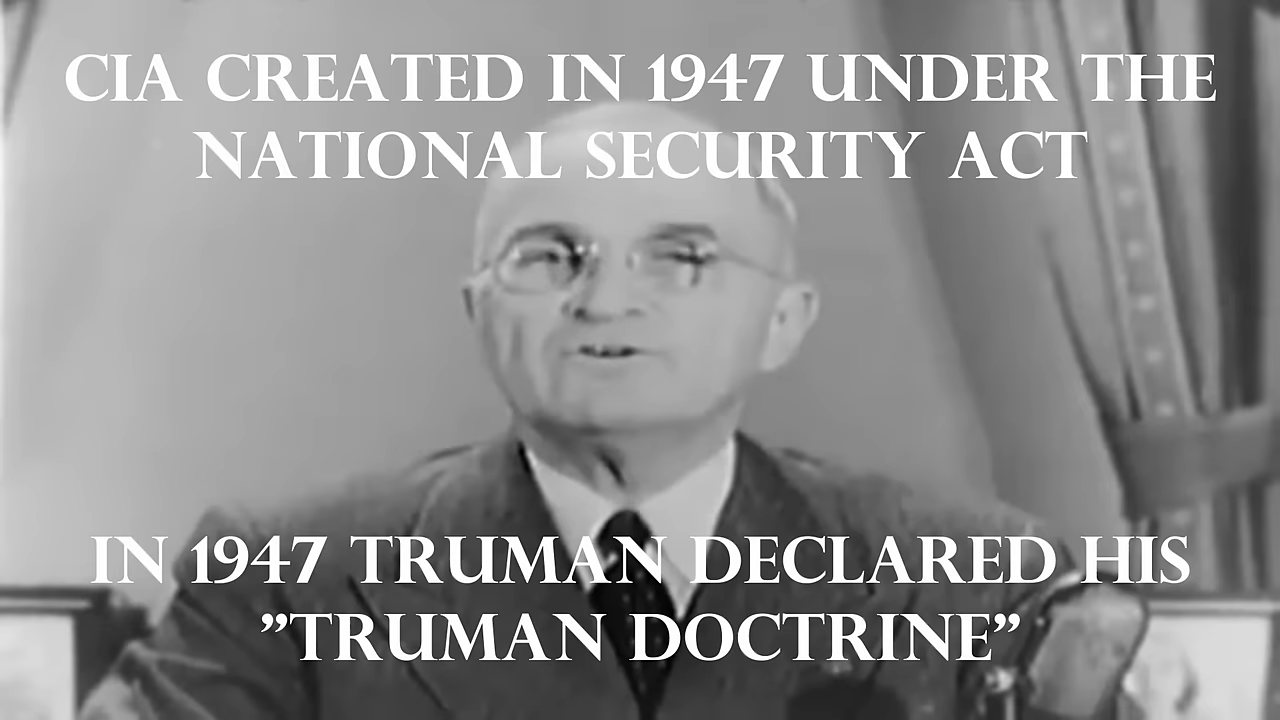 CIA CREATED IN 1947 UNDER THE
NATIONAL SECURITY ACT
IN 1947 TRUMAN DECLARED HIS
”TRUMAN DOCTRINE”